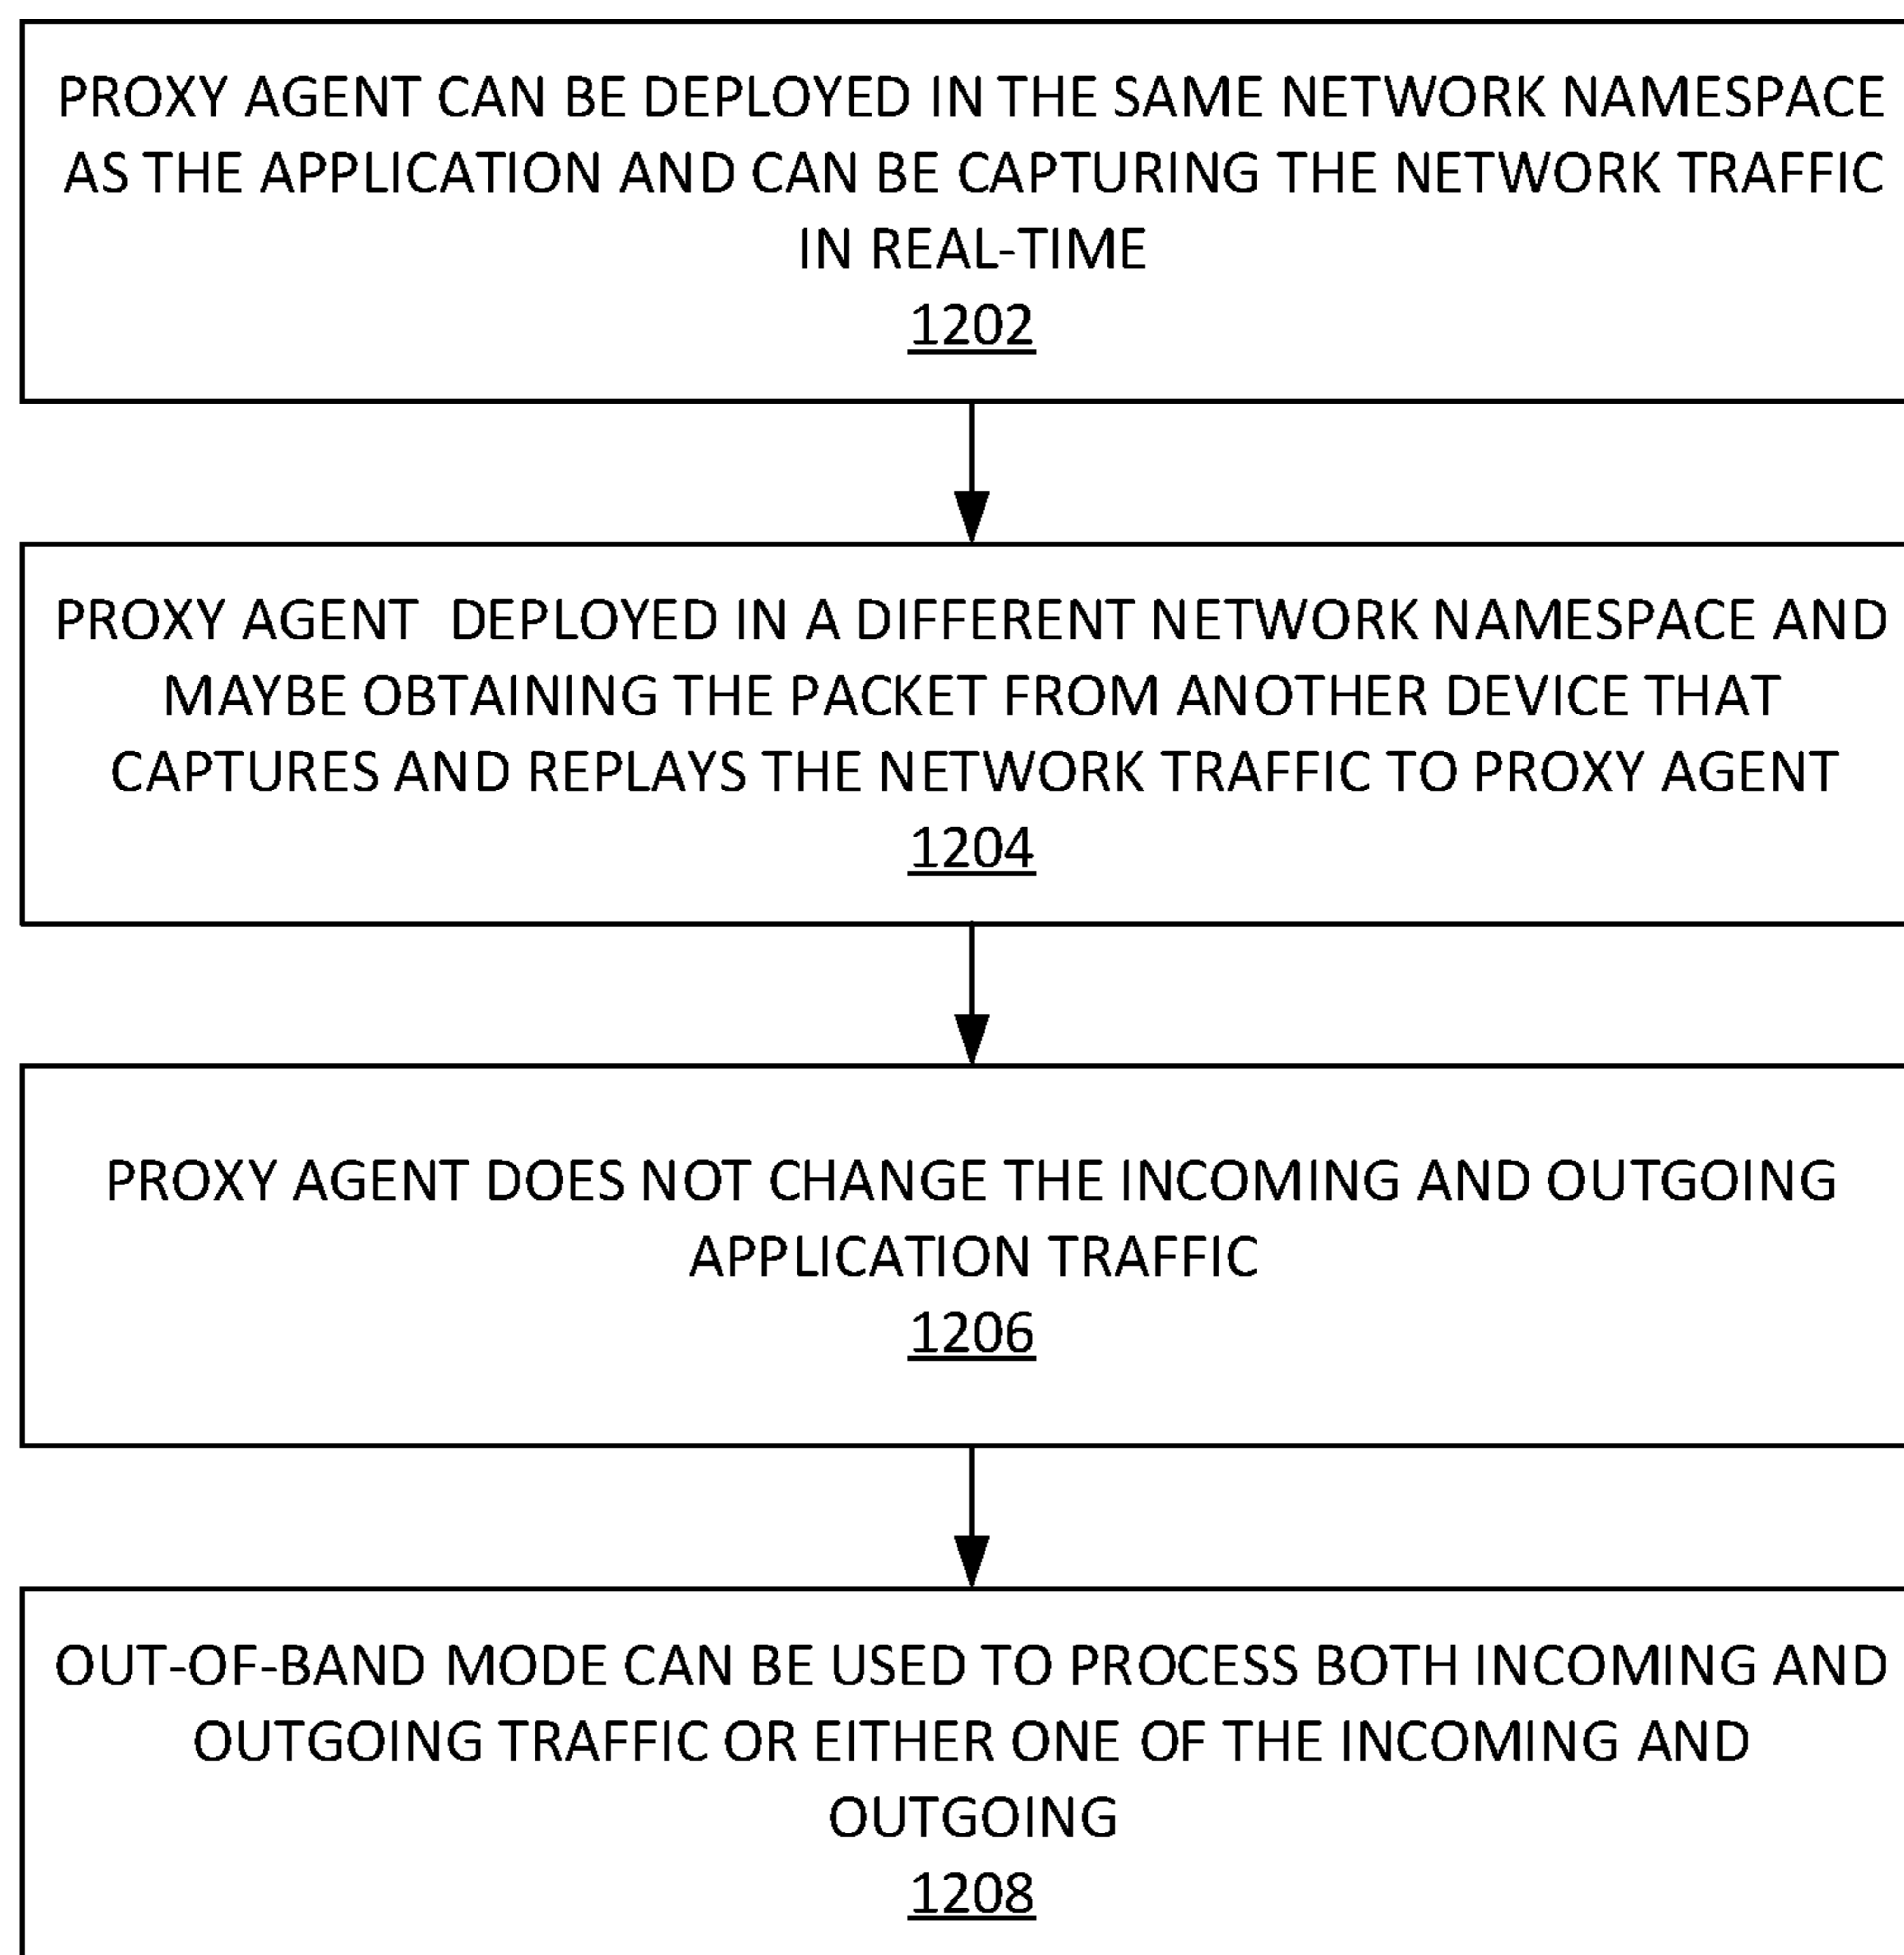 PROXY AGENT CAN BE DEPLOYED IN THE SAME NETWORK NAMESPACE
AS THE APPLICATION AND CAN BE CAPTURING THE NETWORK TRAFFIC
IN REAL-TIME
1202
PROXY AGENT DEPLOYED IN A DIFFERENT NETWORK NAMESPACE AND
MAYBE OBTAINING THE PACKET FROM ANOTHER DEVICE THAT
CAPTURES AND REPLAYS THE NETWORK TRAFFIC TO PROXY AGENT
1204
PROXY AGENT DOES NOT CHANGE THE INCOMING AND OUTGOING
APPLICATION TRAFFIC
1206
OUT-OF-BAND MODE CAN BE USED TO PROCESS BOTH INCOMING AND
OUTGOING TRAFFIC OR EITHER ONE OF THE INCOMING AND
OUTGOING
1208